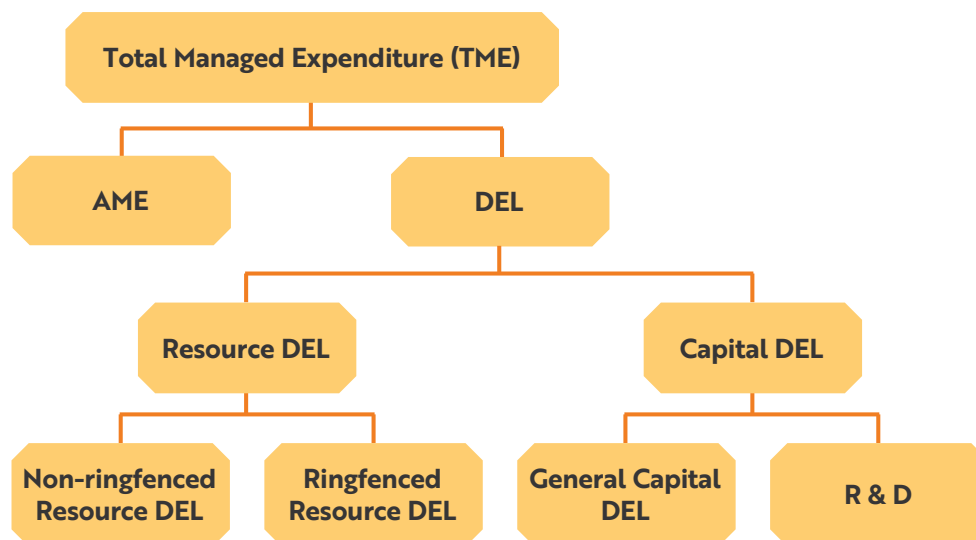 Total Managed Expenditure (TME)
AME
DEL
Resource DEL
Capital DEL
Non-ringfenced
Resource DEL
Ringfenced
Resource DEL
General Capital
DEL
R & D